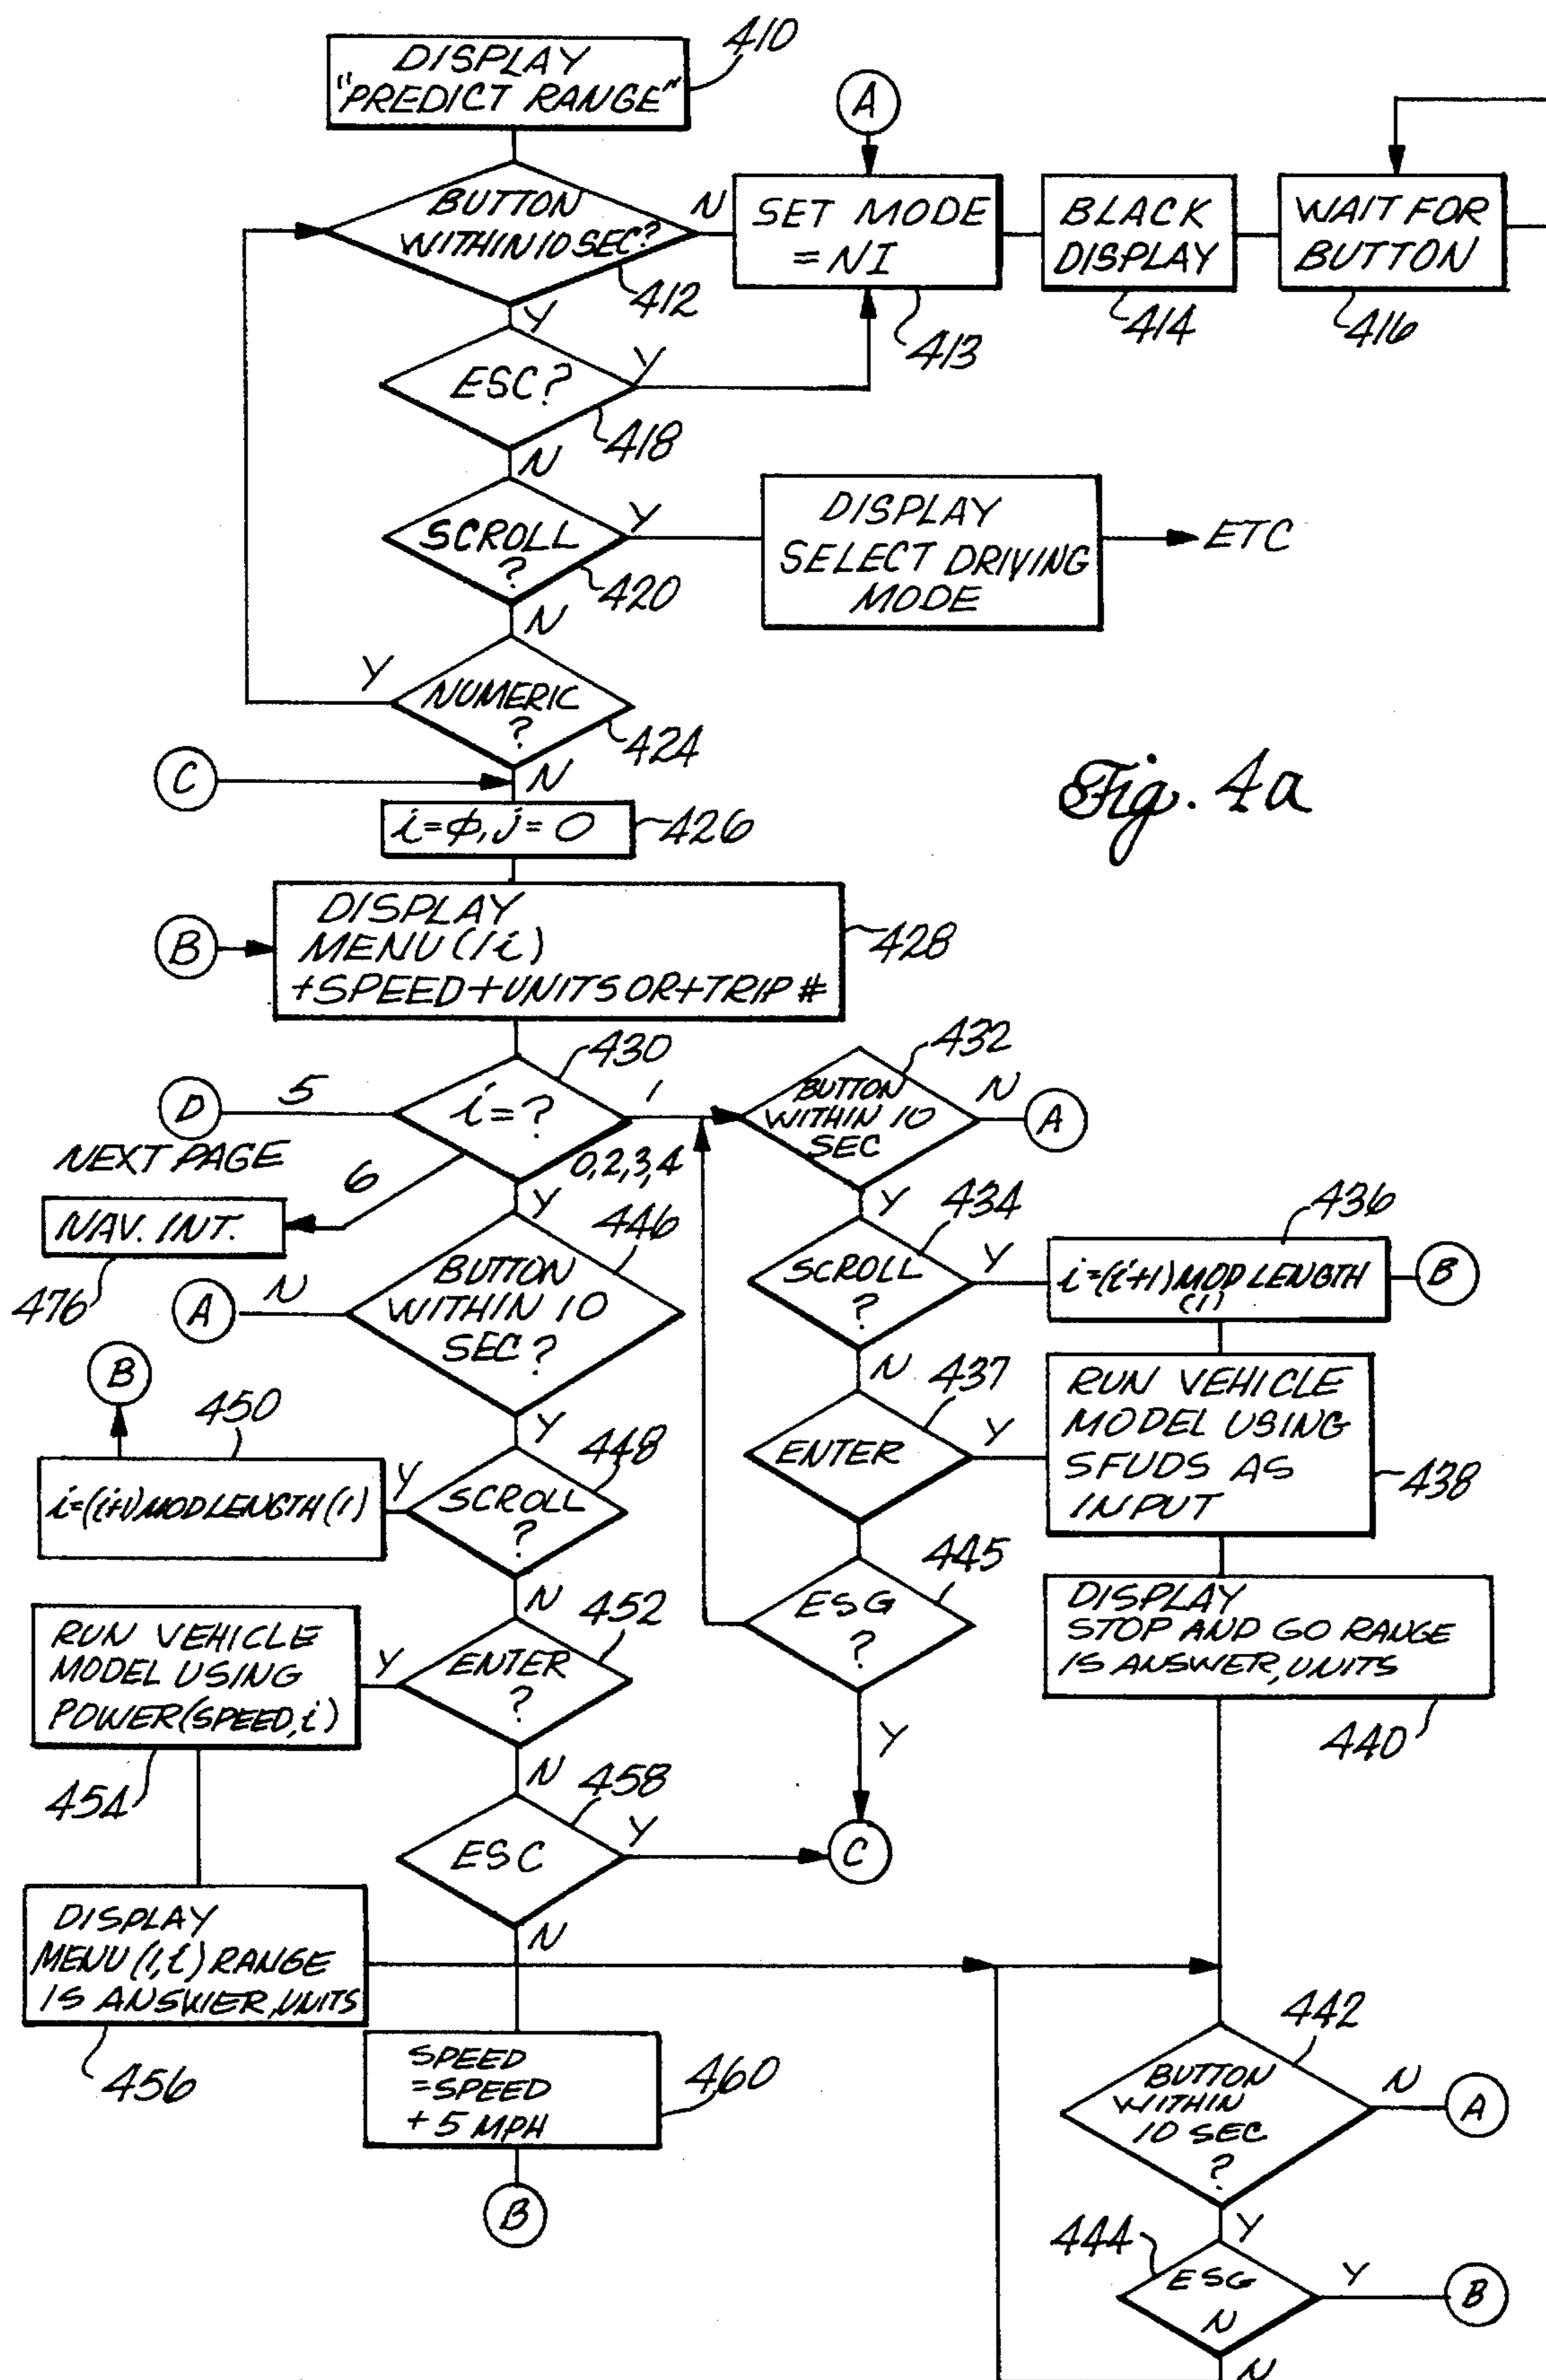 410
DISPLAY
"PREDICT RANGE"
A
BUTTON
WITHIN 10 SEC?
N
SET MODE
= NI
BLACK
DISPLAY
WAIT FOR
BUTTON
412
Y
413
414
416
ESC?
Y
418
N
SCROLL
?
Y
420
DISPLAY
SELECT DRIVING
MODE
ETC
N
Y
NUMERIC
?
424
C
N
Fig. 4a
i=φ, j=0
426
B
DISPLAY
MENU(1i)
+SPEED+UNITS OR+TRIP #
428
430
432
D
5
i=?
1
BUTTON
WITHIN 10
SEC
N
A
NEXT PAGE
6
0,2,3,4
Y
NAV. INT.
476
446
Y
434
436
A
N
BUTTON
WITHIN 10
SEC?
SCROLL
?
Y
i=(i+1)MOD LENGTH
(1)
B
B
450
Y
N
437
RUN VEHICLE
MODEL USING
SFUDS AS
INPUT
438
i=(i+1)MODLENGTH(1)
Y
SCROLL
?
448
ENTER
Y
N
445
452
RUN VEHICLE
MODEL USING
POWER(SPEED,i)
454
Y
ENTER
?
ESG
?
DISPLAY
STOP AND GO RANGE
IS ANSWER, UNITS
440
N
458
Y
ESC
Y
C
N
DISPLAY
MENU(1,i) RANGE
IS ANSWER, UNITS
456
SPEED
=SPEED
+5 MPH
460
B
442
BUTTON
WITHIN
10 SEC
?
N
A
Y
444
ESG
N
Y
B
N